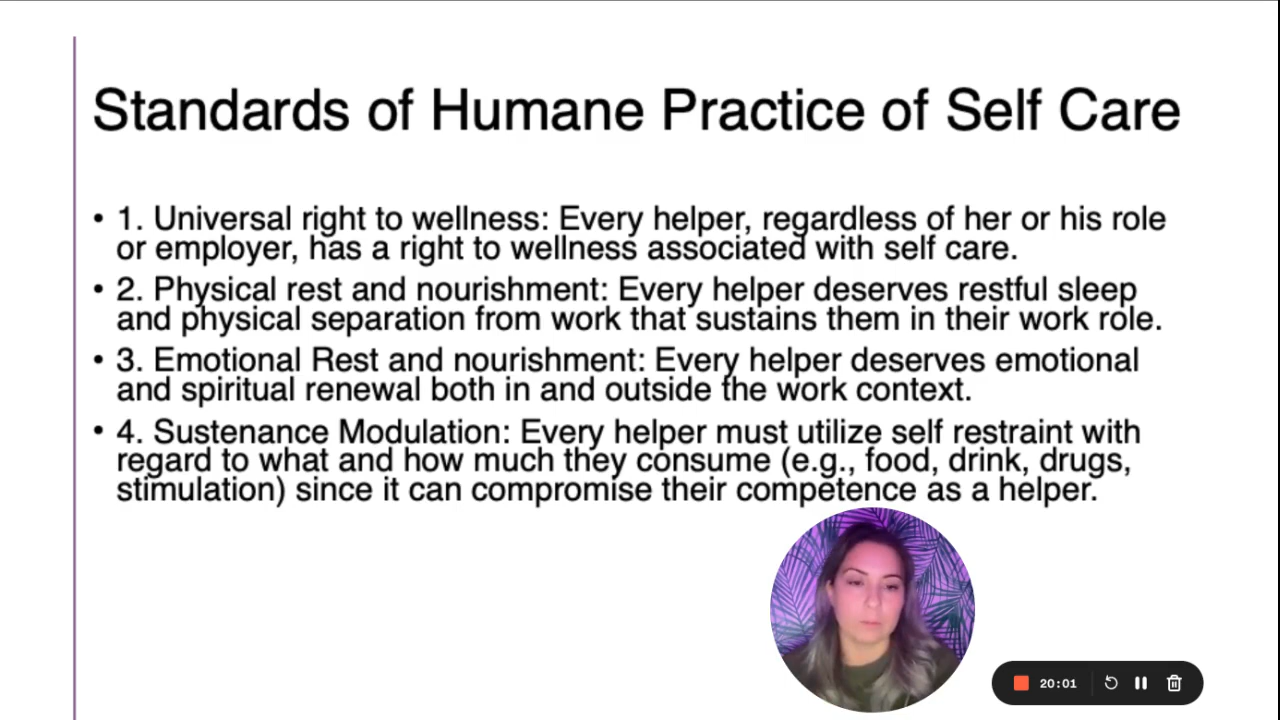 Standards of Humane Practice of Self Care
• 1. Universal right to wellness: Every helper, regardless of her or his role
or employer, has a right to wellness associated with self care.
• 2. Physical rest and nourishment: Every helper deserves restful sleep
and physical separation from work that sustains them in their work role.
• 3. Emotional Rest and nourishment: Every helper deserves emotional
and spiritual renewal both in and outside the work context.
• 4. Sustenance Modulation: Every helper must utilize self restraint with
regard to what and how much they consume (e.g., food, drink, drugs,
stimulation) since it can compromise their competence as a helper.
20:01